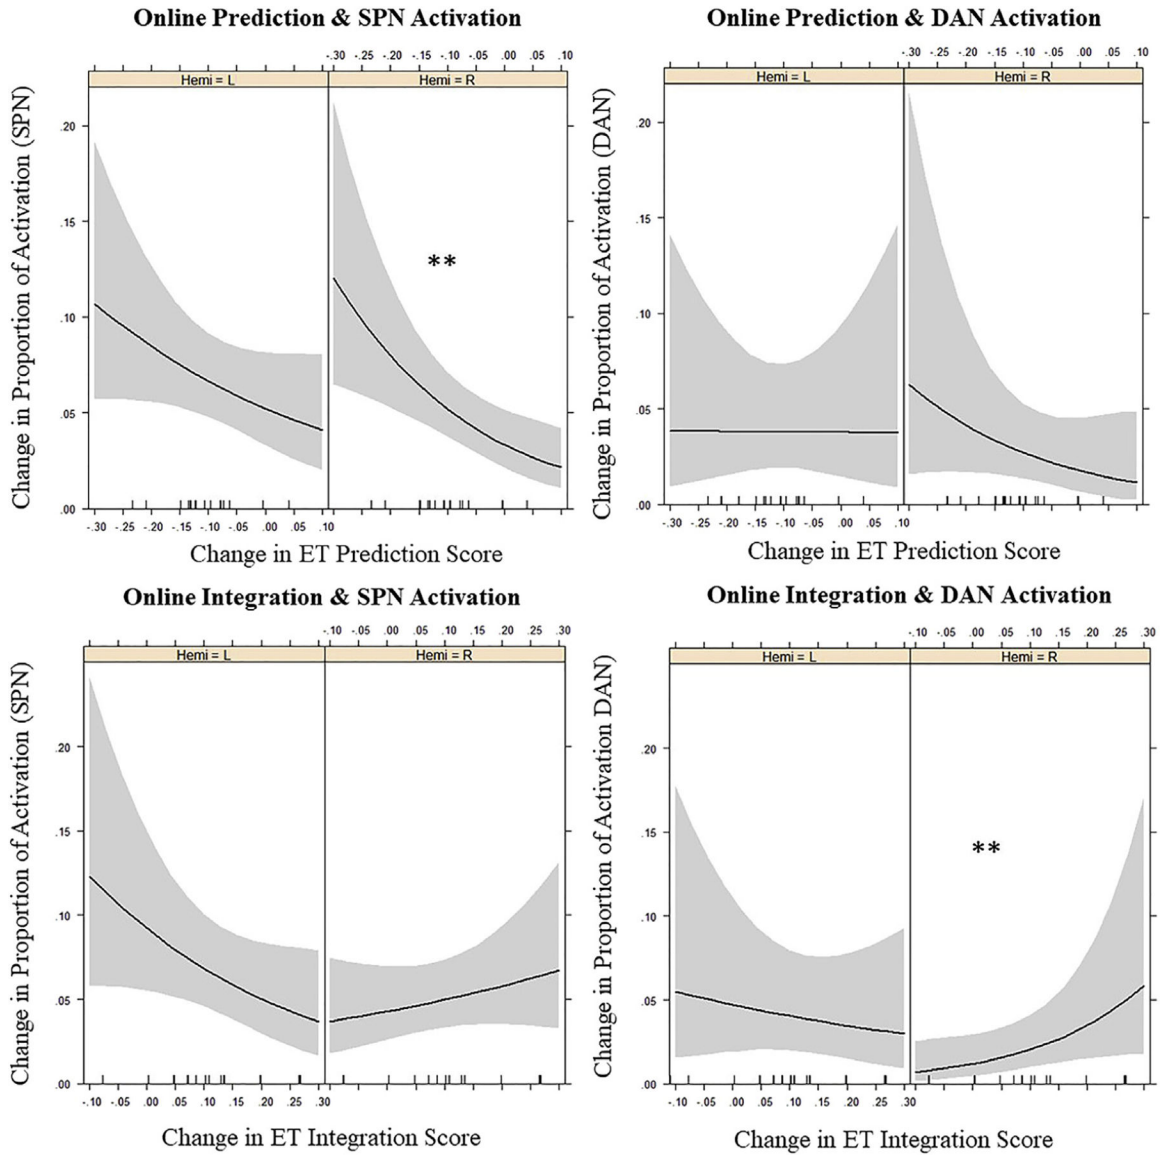 Online Prediction & SPN Activation
-.30 -.20 -.10 .00 .10
Hemi = L Hemi = R
Change in Proportion of Activation (SPN)
.20
.15
.10
.05
.00
**
-.30 -.25 -.20 -.15 -.10 -.05 .00 .05 .10
Change in ET Prediction Score
Online Prediction & DAN Activation
-.30 -.20 -.10 .00 .10
Hemi = L Hemi = R
Change in Proportion of Activation (DAN)
.20
.15
.10
.05
.00
-.30 -.25 -.20 -.15 -.10 -.05 .00 .05 .10
Change in ET Prediction Score
Online Integration & SPN Activation
-.10 -.05 .00 .05 .10 .15 .20 .25 .30
Hemi = L Hemi = R
Change in Proportion of Activation (SPN)
.20
.15
.10
.05
.00
-.10 -.05 .00 .05 .10 .15 .20 .25 .30
Change in ET Integration Score
Online Integration & DAN Activation
-.10 -.05 .00 .05 .10 .15 .20 .25 .30
Hemi = L Hemi = R
Change in Proportion of Activation DAN)
.20
.15
.10
.05
.00
**
-.10 -.05 .00 .05 .10 .15 .20 .25 .30
Change in ET Integration Score